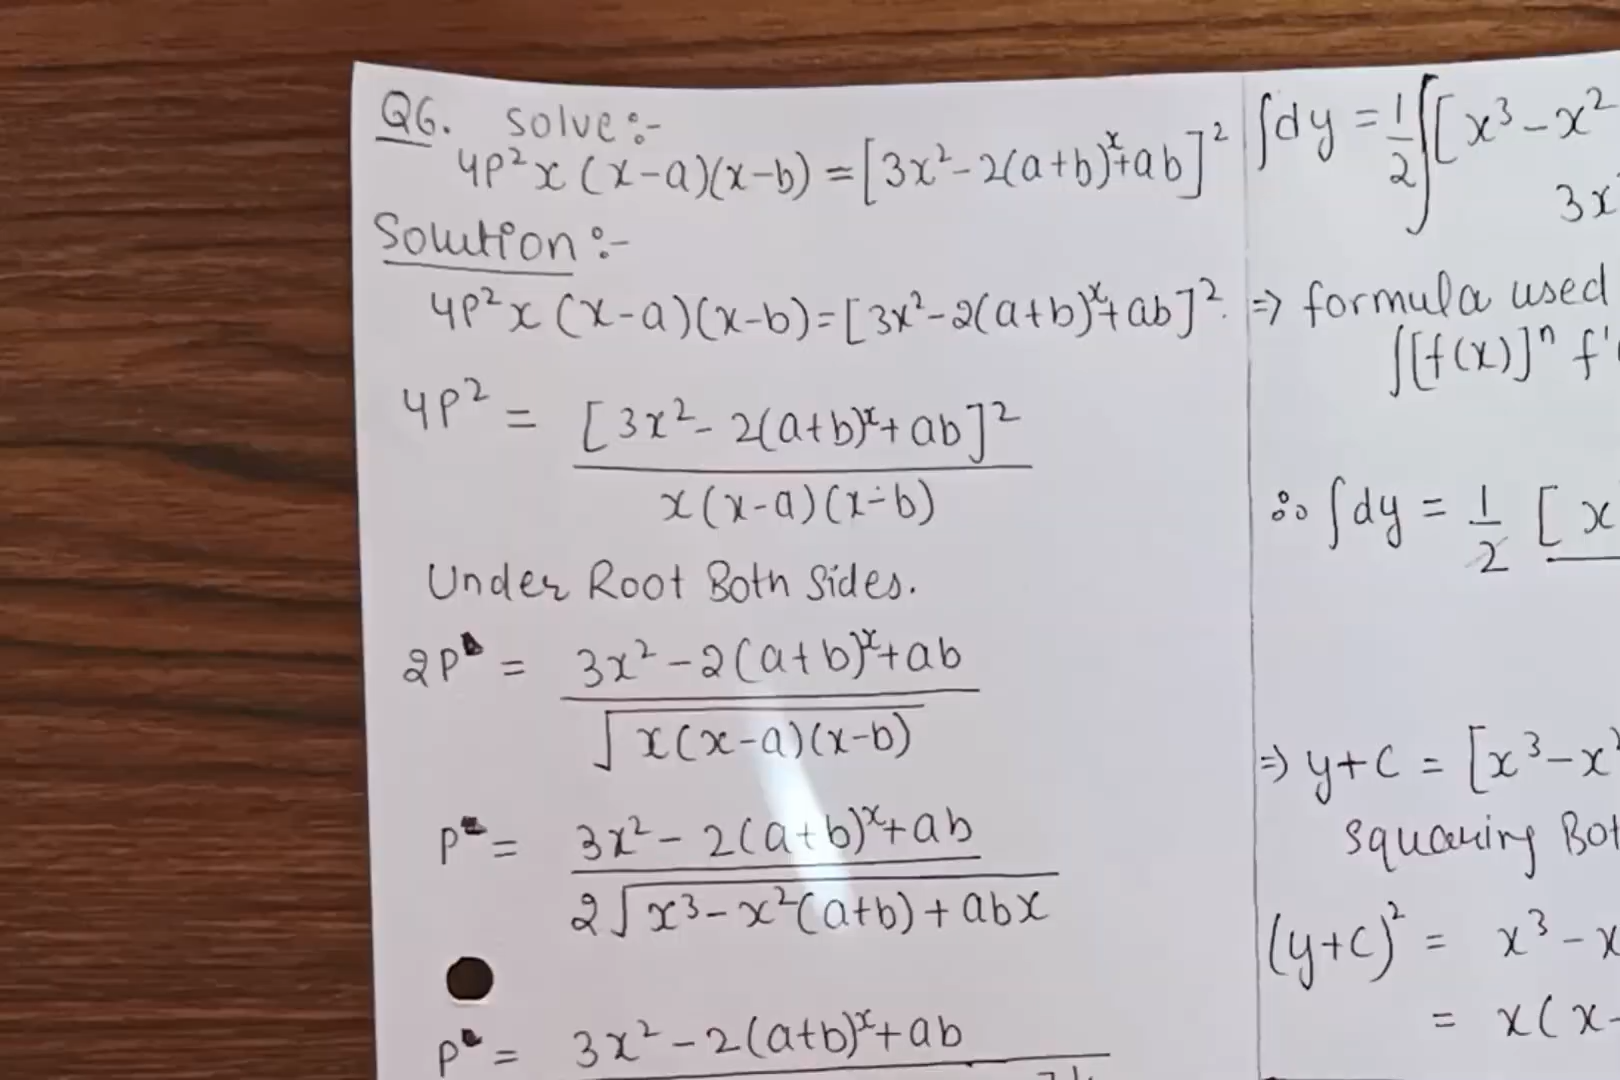 Q6. Solve:-
4P²x(x-a)(x-b) = [3x²-2(a+b)x+ab]²
Solution:-
4P²x(x-a)(x-b) = [3x²-2(a+b)x+ab]².
4P² = [3x²-2(a+b)x+ab]²
x(x-a)(x-b)
Under Root Both Sides.
2P = 3x²-2(a+b)x+ab
√x(x-a)(x-b)
P = 3x²-2(a+b)x+ab
2√x³-x²(a+b)+abx
P = 3x²-2(a+b)x+ab
∫dy = 1/2 ∫[x³-x²
3x
⇒ formula used
∫[f(x)]ⁿ f'
∴ ∫dy = 1/2 [x
⇒ y+c = [x³-x²
Squaring Bot
(y+c)² = x³-x
= x(x-